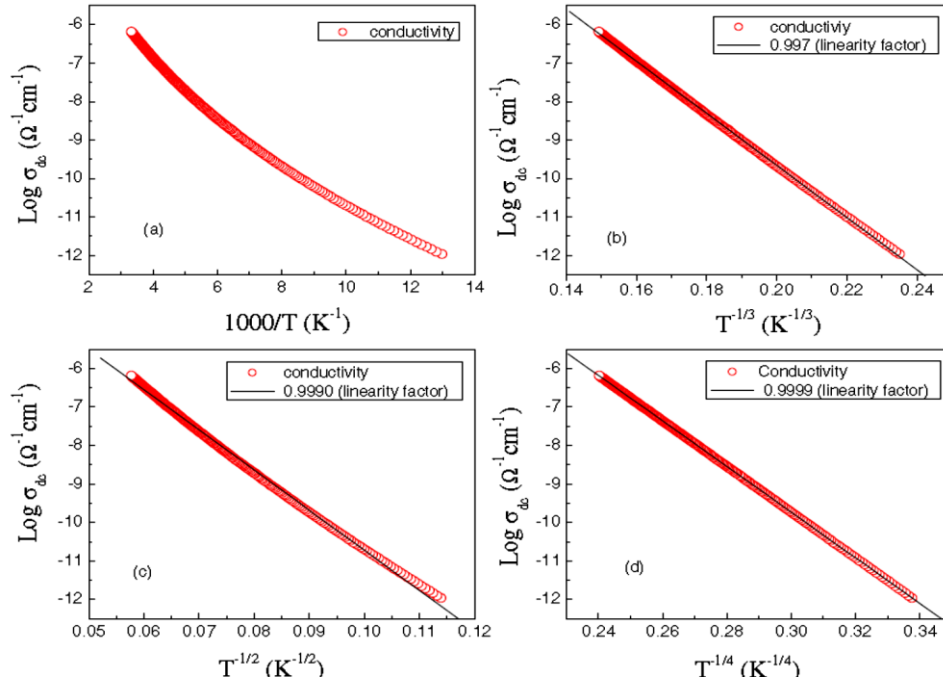 conductivity
-6
-7
-8
-9
-10
-11
-12
Log σdc (Ω⁻¹cm⁻¹)
(a)
2 4 6 8 10 12 14
1000/T (K⁻¹)
conductivity
0.997 (linearity factor)
-6
-7
-8
-9
-10
-11
-12
Log σdc (Ω⁻¹cm⁻¹)
(b)
0.14 0.16 0.18 0.20 0.22 0.24
T⁻¹/³ (K⁻¹/³)
conductivity
0.9990 (linearity factor)
-6
-7
-8
-9
-10
-11
-12
Log σdc (Ω⁻¹cm⁻¹)
(c)
0.05 0.06 0.07 0.08 0.09 0.10 0.11 0.12
T⁻¹/² (K⁻¹/²)
Conductivity
0.9999 (linearity factor)
-6
-7
-8
-9
-10
-11
-12
Log σdc (Ω⁻¹cm⁻¹)
(d)
0.24 0.26 0.28 0.30 0.32 0.34
T⁻¹/⁴ (K⁻¹/⁴)